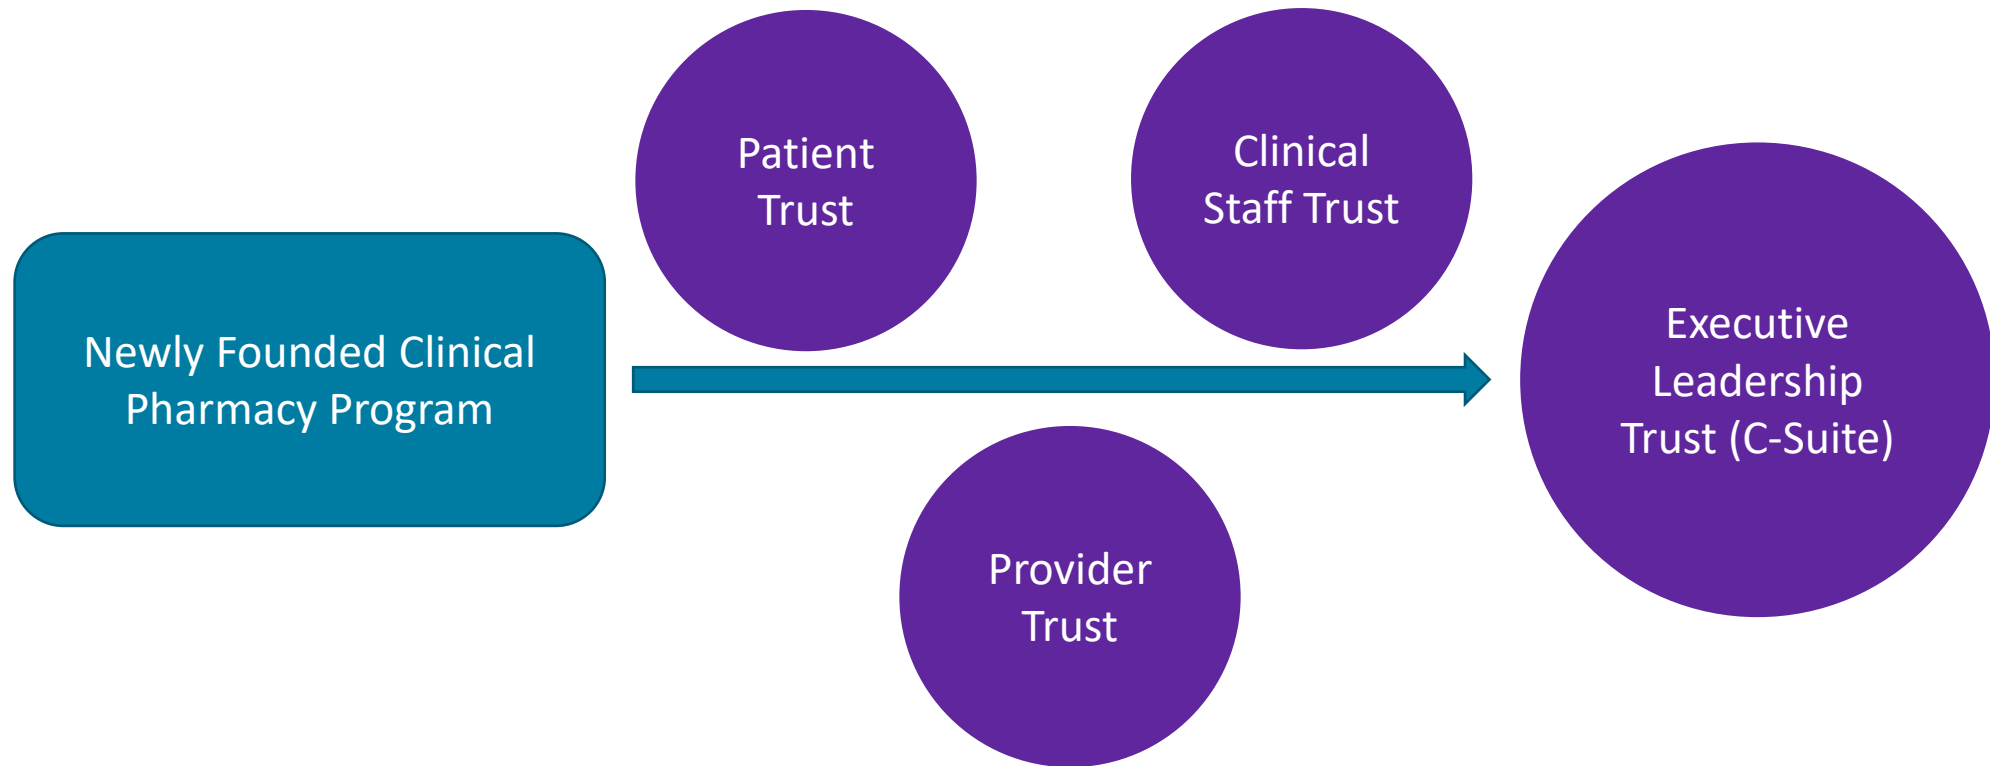 Newly Founded Clinical
Pharmacy Program
Patient
Trust
Clinical
Staff Trust
Provider
Trust
Executive
Leadership
Trust (C-Suite)